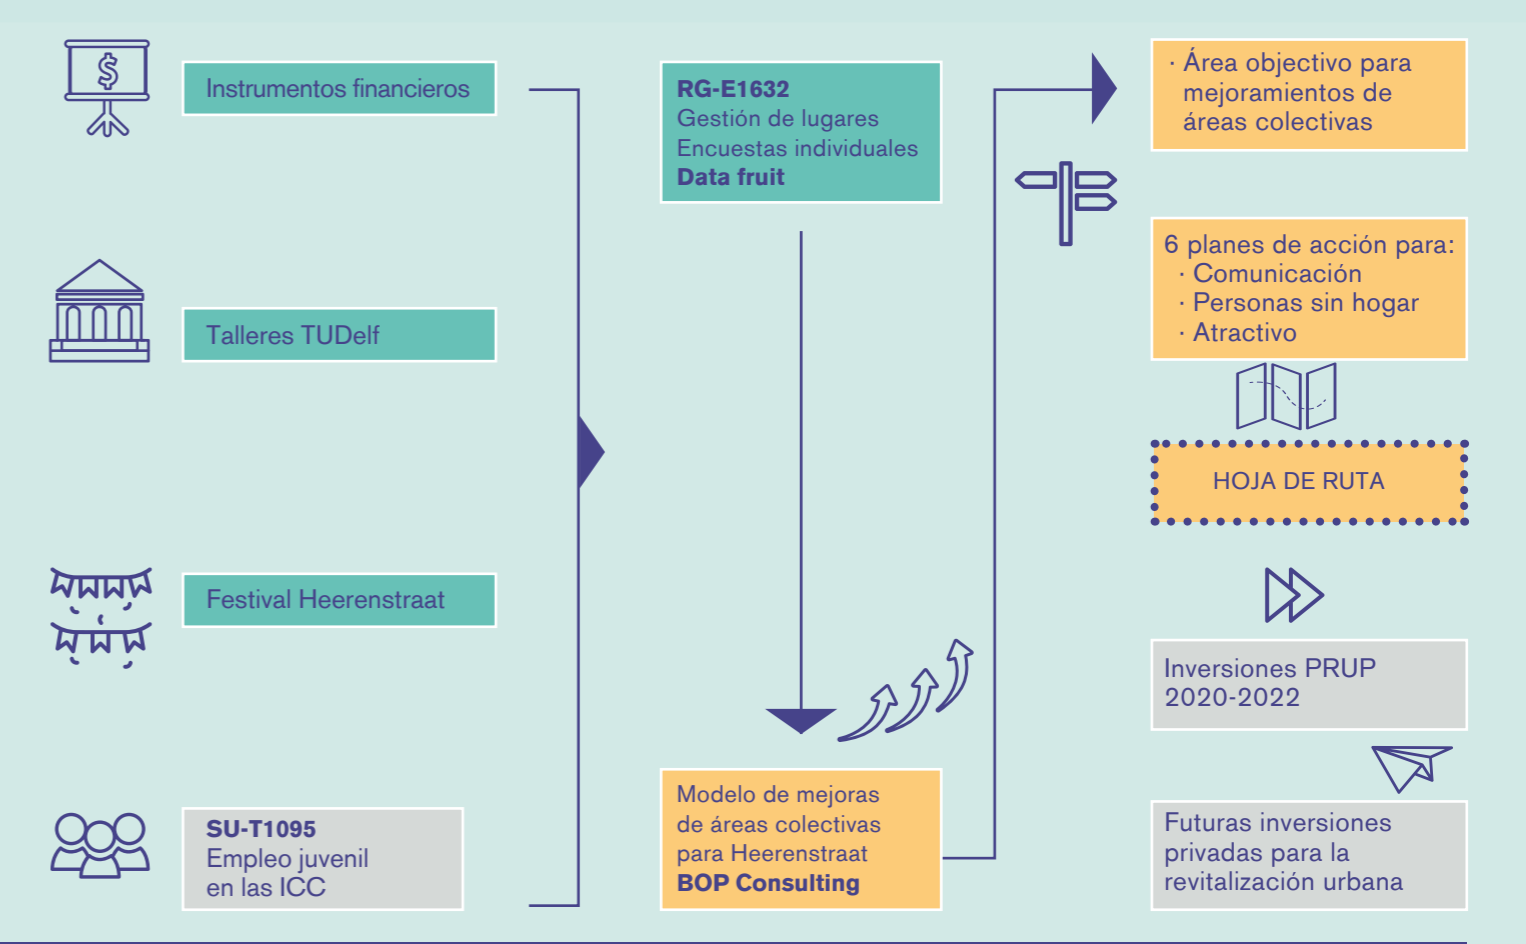 $
Instrumentos financieros
Talleres TUDelf
Festival Heerenstraat
SU-T1095
Empleo juvenil
en las ICC
RG-E1632
Gestión de lugares
Encuestas individuales
Data fruit
Modelo de mejoras
de áreas colectivas
para Heerenstraat
BOP Consulting
· Área objectivo para
mejoramientos de
áreas colectivas
6 planes de acción para:
· Comunicación
· Personas sin hogar
· Atractivo
HOJA DE RUTA
Inversiones PRUP
2020-2022
Futuras inversiones
privadas para la
revitalización urbana